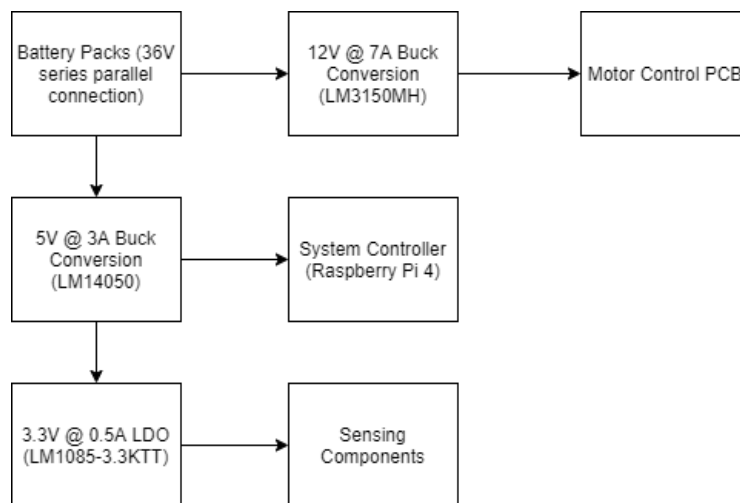 Battery Packs (36V
series parallel
connection)
12V @ 7A Buck
Conversion
(LM3150MH)
Motor Control PCB
5V @ 3A Buck
Conversion
(LM14050)
System Controller
(Raspberry Pi 4)
3.3V @ 0.5A LDO
(LM1085-3.3KTT)
Sensing
Components